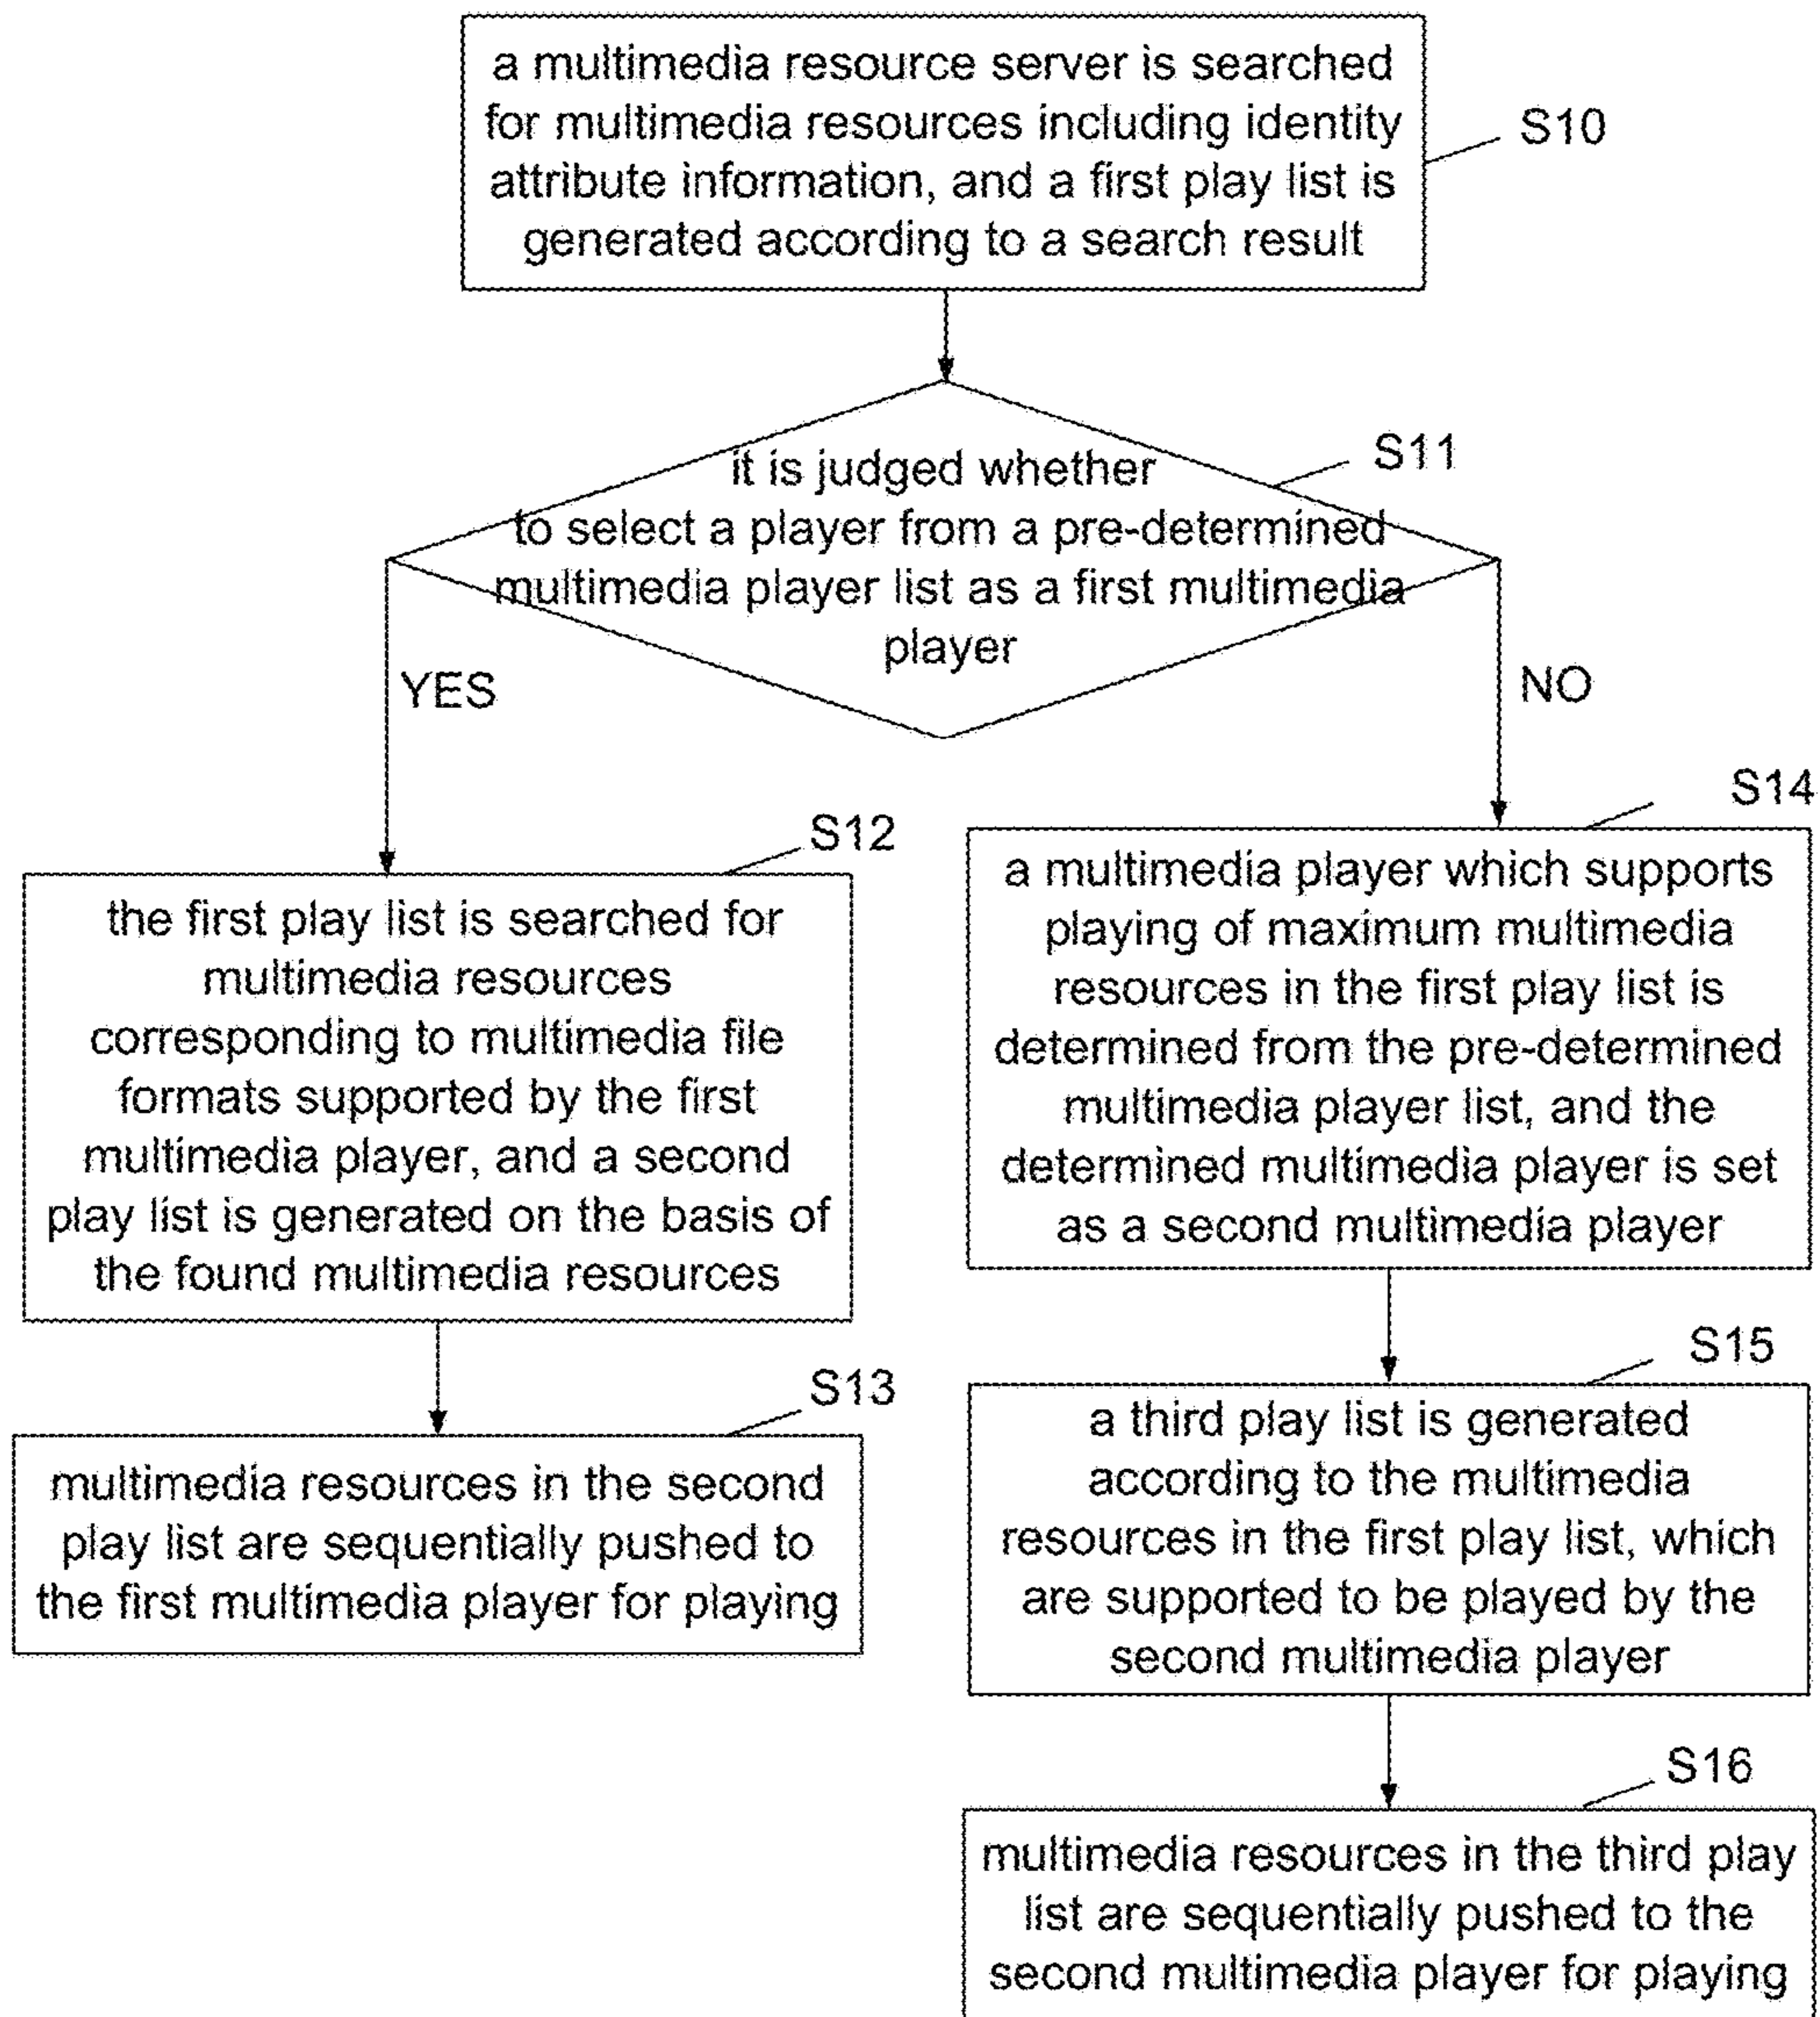 a multimedia resource server is searched
for multimedia resources including identity
attribute information, and a first play list is
generated according to a search result
S10
it is judged whether
to select a player from a pre-determined
multimedia player list as a first multimedia
player
S11
YES
NO
S12
the first play list is searched for
multimedia resources
corresponding to multimedia file
formats supported by the first
multimedia player, and a second
play list is generated on the basis of
the found multimedia resources
S13
multimedia resources in the second
play list are sequentially pushed to
the first multimedia player for playing
S14
a multimedia player which supports
playing of maximum multimedia
resources in the first play list is
determined from the pre-determined
multimedia player list, and the
determined multimedia player is set
as a second multimedia player
S15
a third play list is generated
according to the multimedia
resources in the first play list, which
are supported to be played by the
second multimedia player
S16
multimedia resources in the third play
list are sequentially pushed to the
second multimedia player for playing